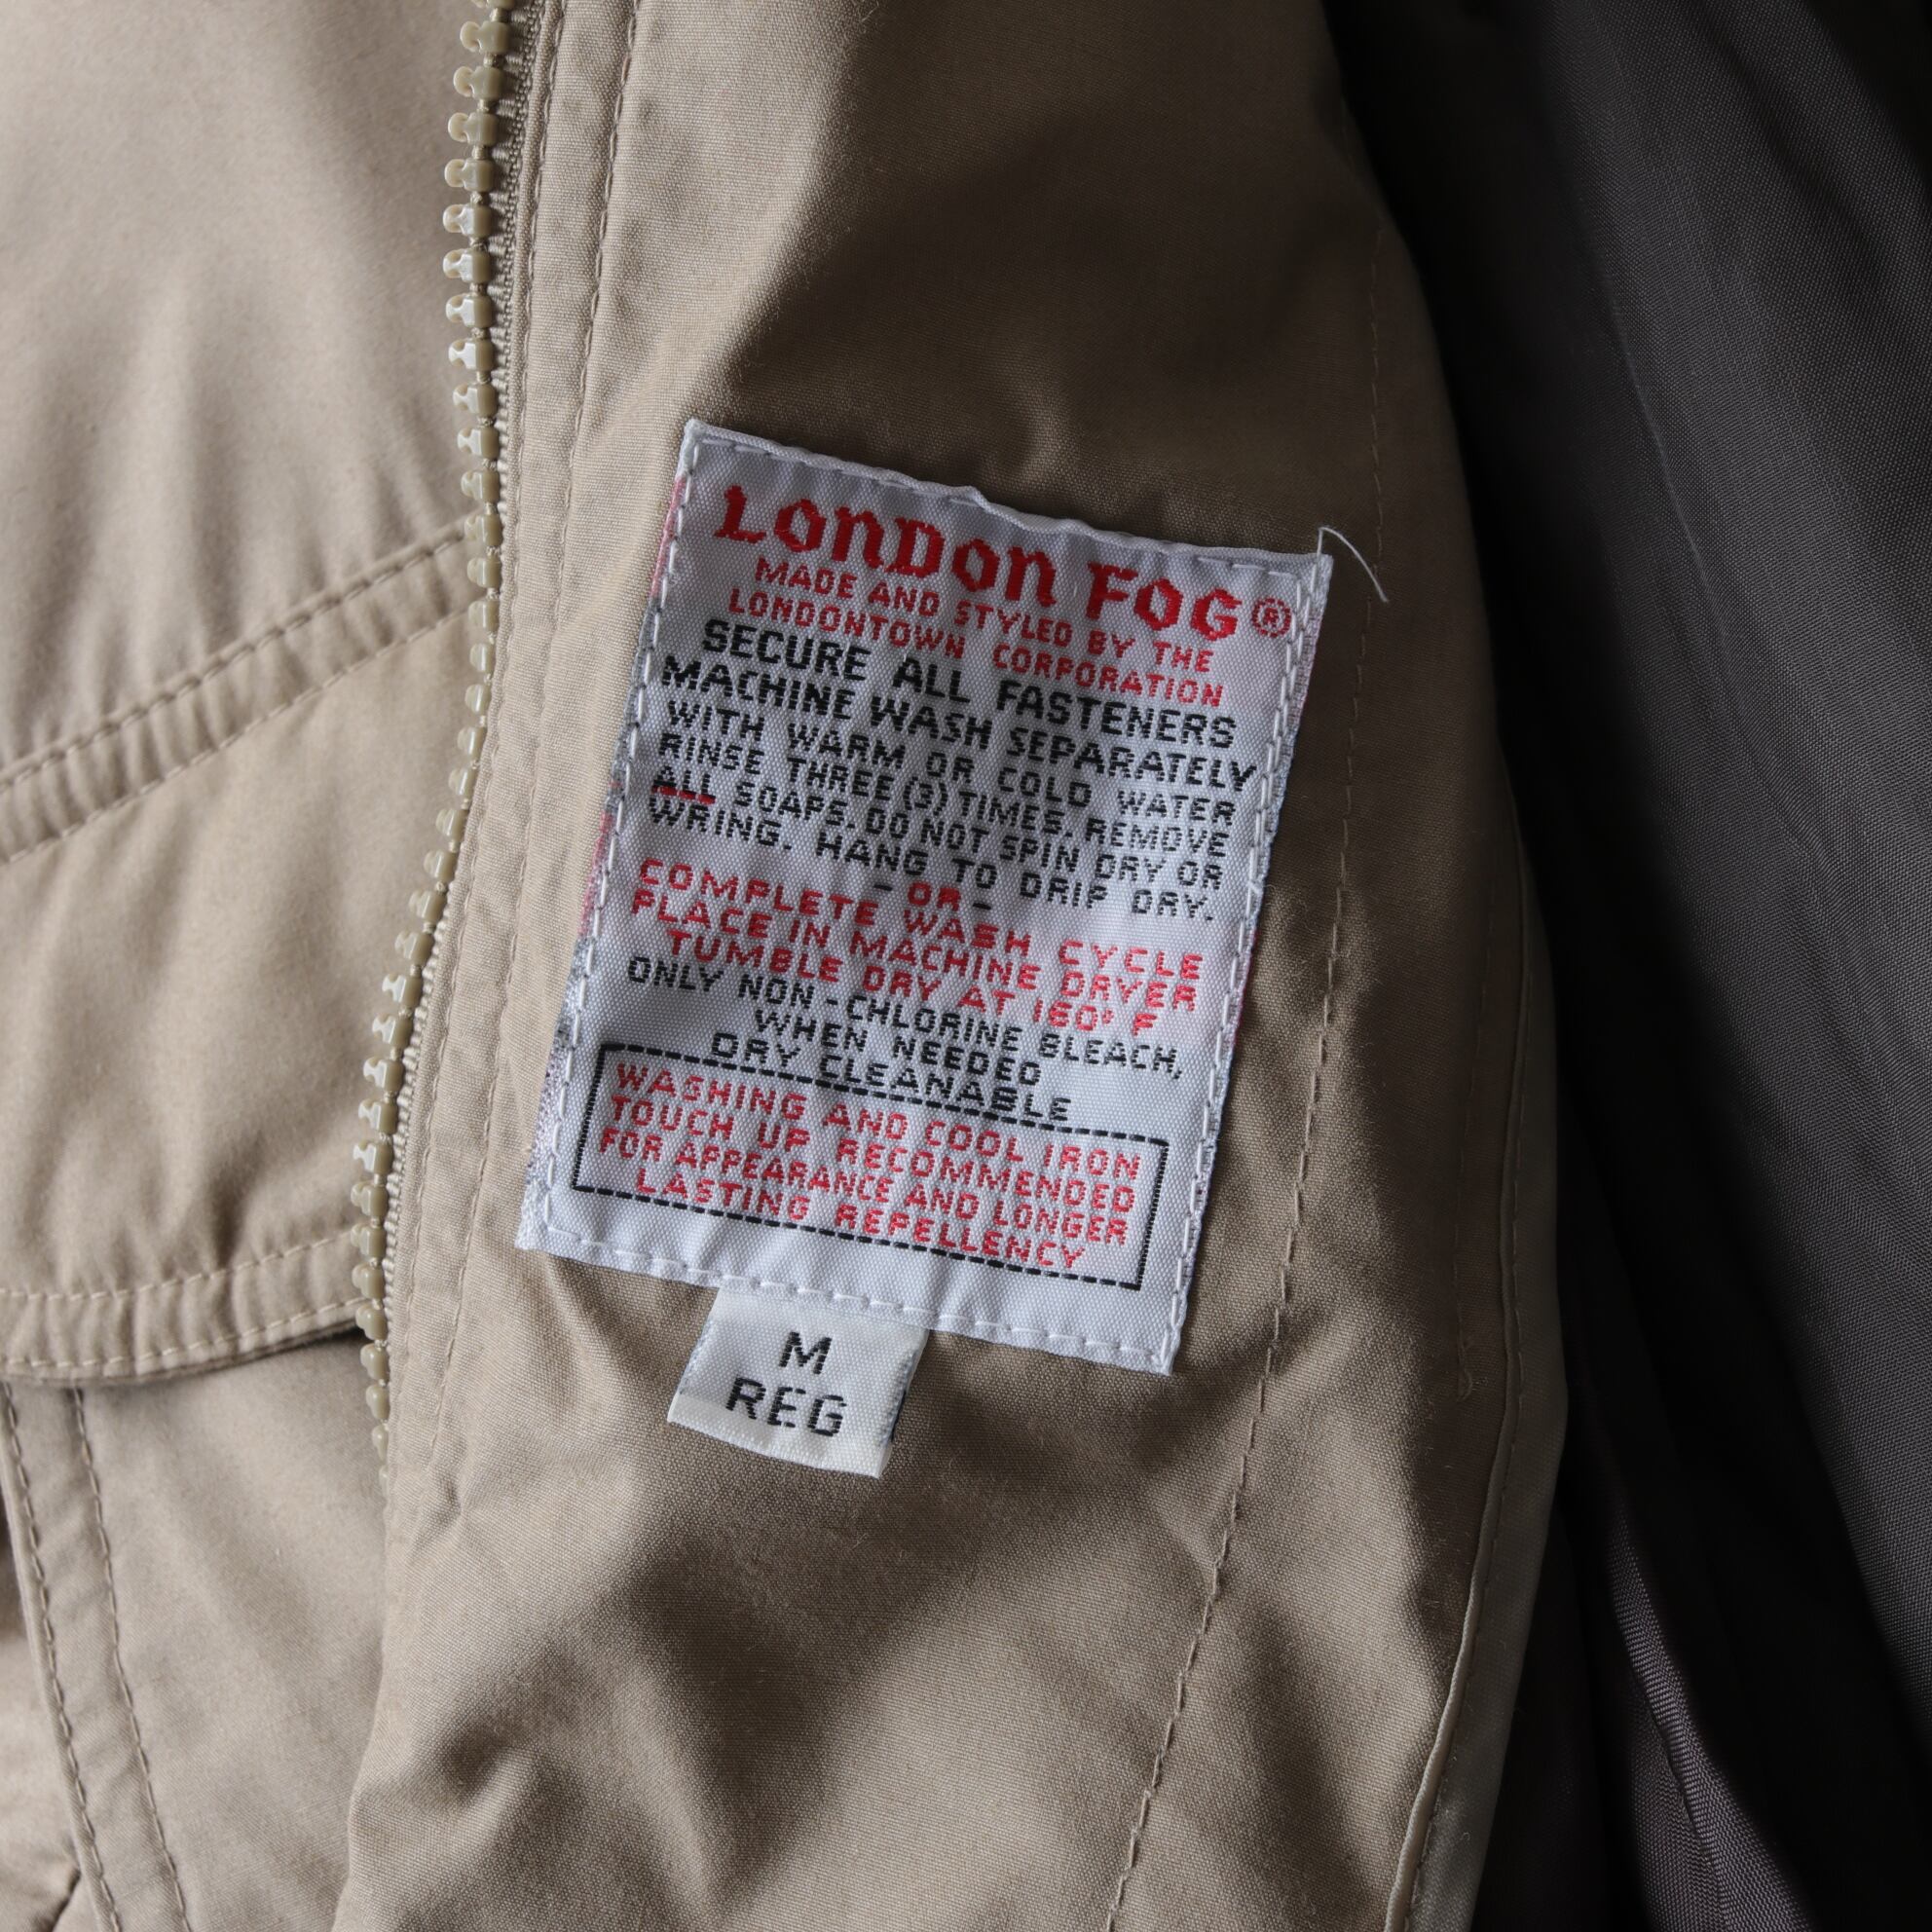 LONDON FOG®
MADE AND STYLED BY THE
LONDONTOWN CORPORATION
SECURE ALL FASTENERS
MACHINE WASH SEPARATELY
WITH WARM OR COLD WATER
RINSE THREE (3) TIMES. REMOVE
ALL SOAPS. DO NOT SPIN DRY OR
WRING. HANG TO DRIP DRY.
- OR -
COMPLETE WASH CYCLE
PLACE IN MACHINE DRYER
TUMBLE DRY AT 160° F
ONLY NON-CHLORINE BLEACH,
WHEN NEEDED
DRY CLEANABLE
WASHING AND COOL IRON
TOUCH UP RECOMMENDED
FOR APPEARANCE AND LONGER
LASTING REPELLENCY
M
REG